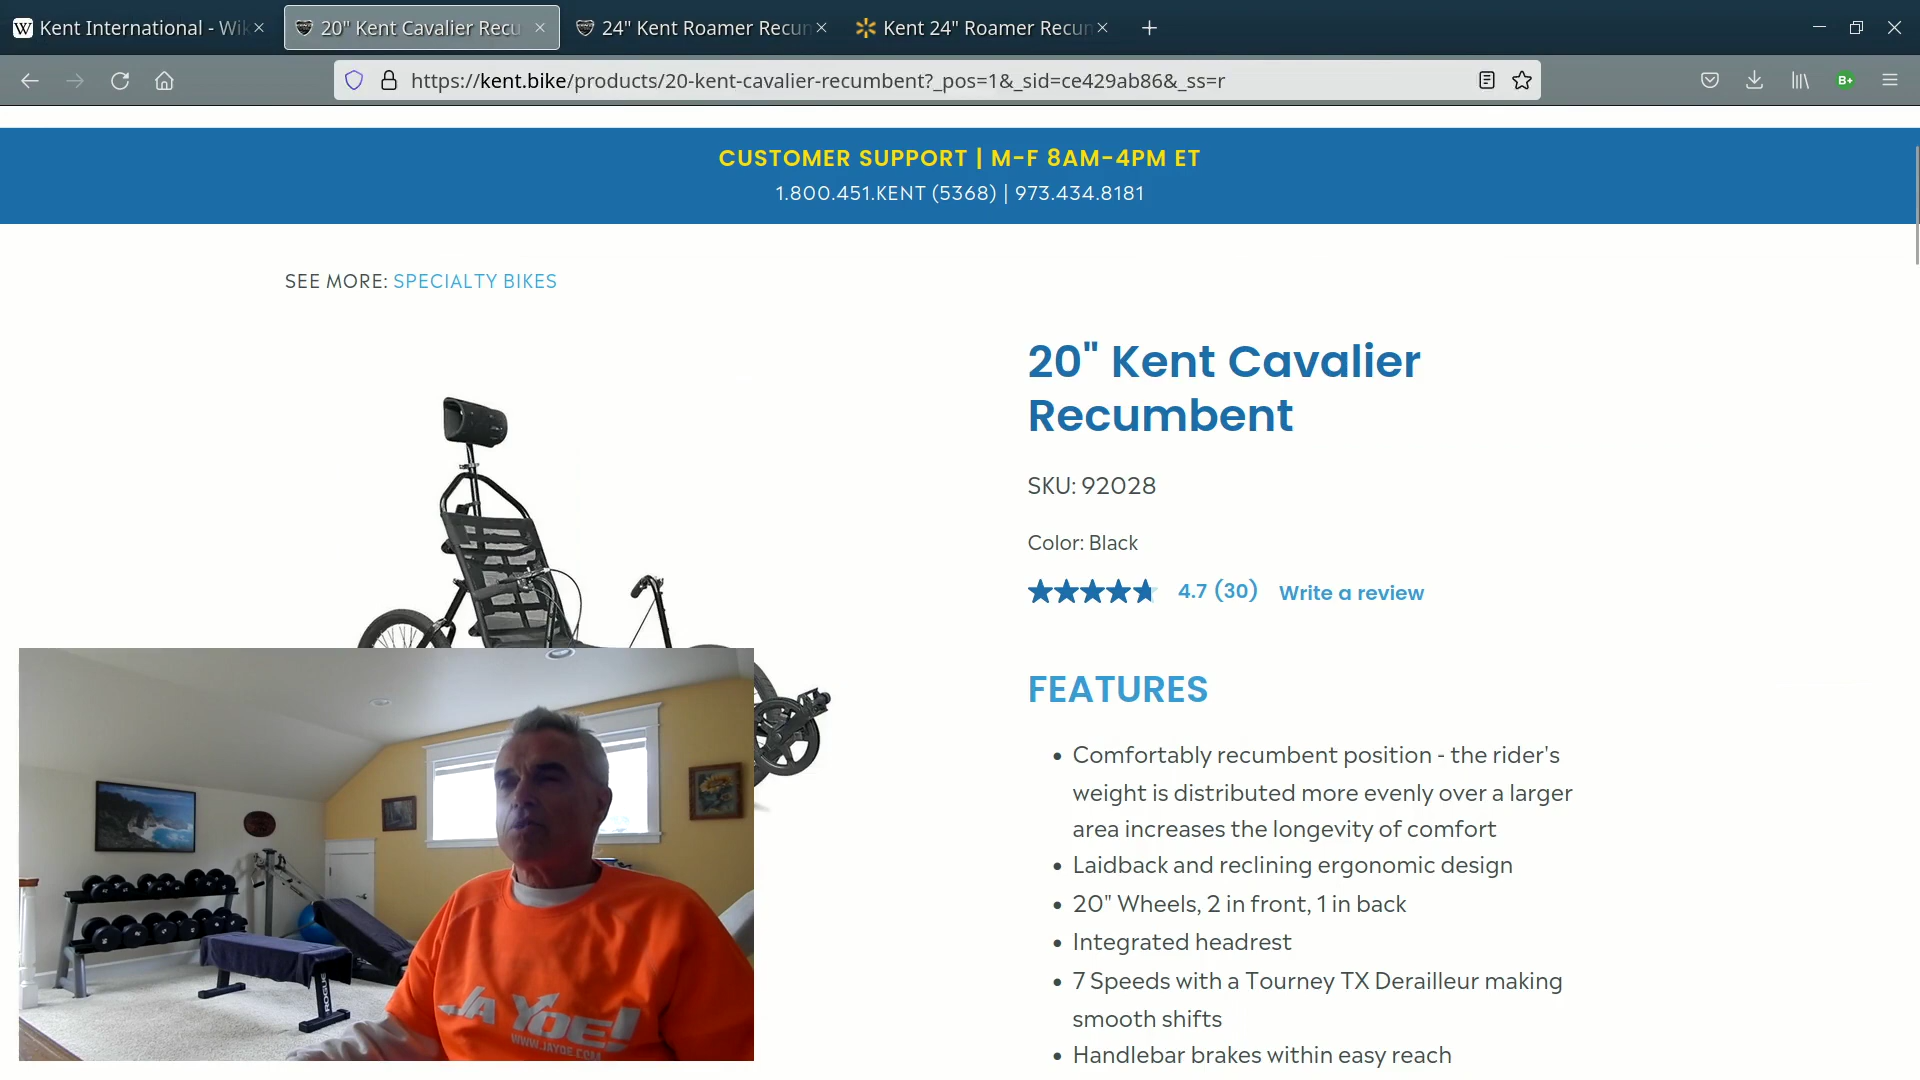 Kent International - Wik
20" Kent Cavalier Recu
24" Kent Roamer Recum
Kent 24" Roamer Recum
https://kent.bike/products/20-kent-cavalier-recumbent?_pos=1&_sid=ce429ab86&_ss=r
B+
CUSTOMER SUPPORT | M-F 8AM-4PM ET
1.800.451.KENT (5368) | 973.434.8181
SEE MORE: SPECIALTY BIKES
20" Kent Cavalier
Recumbent
SKU: 92028
Color: Black
4.7 (30) Write a review
FEATURES
• Comfortably recumbent position - the rider's
weight is distributed more evenly over a larger
area increases the longevity of comfort
• Laidback and reclining ergonomic design
• 20" Wheels, 2 in front, 1 in back
• Integrated headrest
• 7 Speeds with a Tourney TX Derailleur making
smooth shifts
• Handlebar brakes within easy reach
ROGUE
JA YOE!
WWW.JAYOE.COM